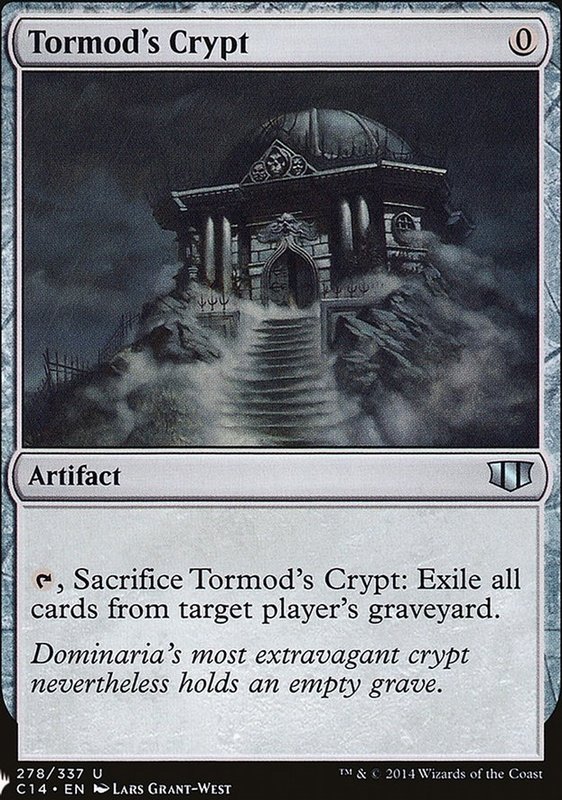 Tormod's Crypt 0
Artifact
, Sacrifice Tormod's Crypt: Exile all
cards from target player's graveyard.
Dominaria's most extravagant crypt
nevertheless holds an empty grave.
278/337 U
™ & © 2014 Wizards of the Coast
C14 • EN Lars Grant-West